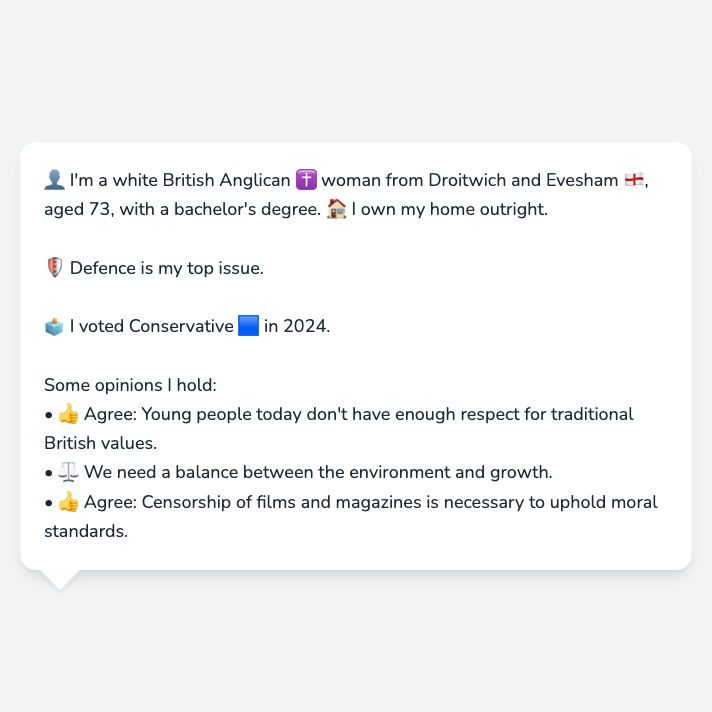 👤 I'm a white British Anglican ✝️ woman from Droitwich and Evesham 🏴󠁧󠁢󠁥󠁮󠁧󠁿,
aged 73, with a bachelor's degree. 🏠 I own my home outright.
🛡️ Defence is my top issue.
🗳️ I voted Conservative 🟦 in 2024.
Some opinions I hold:
• 👍 Agree: Young people today don't have enough respect for traditional
British values.
• ⚖️ We need a balance between the environment and growth.
• 👍 Agree: Censorship of films and magazines is necessary to uphold moral
standards.